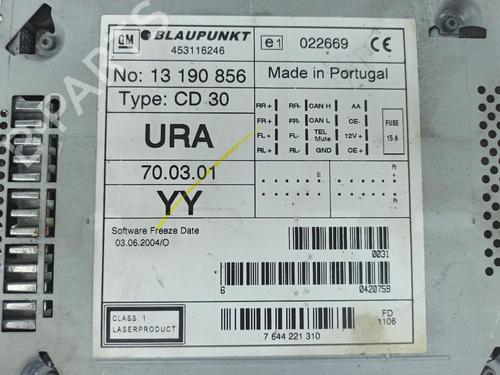 GM BLAUPUNKT
453116246
e1 022669 CE
No: 13 190 856
Made in Portugal
Type: CD 30
RR+ RR- CAN H AA
FR+ FR- CAN L CE-
FL+ FL- TEL Mute 12V+
RL+ RL- GND CE+
FUSE
15 A
URA
70.03.01
YY
Software Freeze Date
03.06.2004/O
0031
6 0420759
CLASS 1
LASERPRODUCT
7 644 221 310
FD
1106